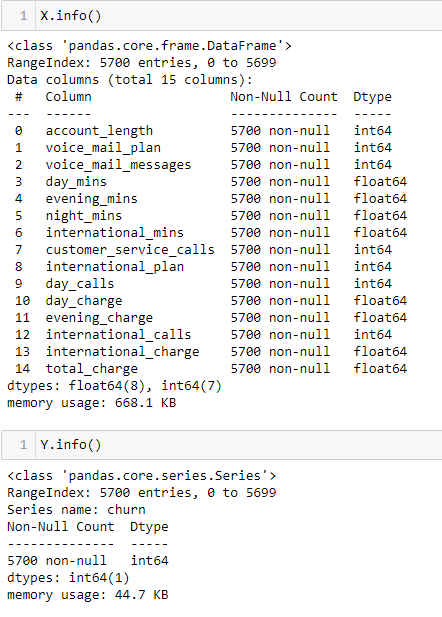 1 X.info()
<class 'pandas.core.frame.DataFrame'>
RangeIndex: 5700 entries, 0 to 5699
Data columns (total 15 columns):
 #   Column                  Non-Null Count  Dtype
---  ------                  --------------  -----
 0   account_length          5700 non-null   int64
 1   voice_mail_plan         5700 non-null   int64
 2   voice_mail_messages     5700 non-null   int64
 3   day_mins                5700 non-null   float64
 4   evening_mins            5700 non-null   float64
 5   night_mins              5700 non-null   float64
 6   international_mins      5700 non-null   float64
 7   customer_service_calls  5700 non-null   int64
 8   international_plan      5700 non-null   int64
 9   day_calls               5700 non-null   int64
 10  day_charge              5700 non-null   float64
 11  evening_charge          5700 non-null   float64
 12  international_calls     5700 non-null   int64
 13  international_charge    5700 non-null   float64
 14  total_charge            5700 non-null   float64
dtypes: float64(8), int64(7)
memory usage: 668.1 KB
1 Y.info()
<class 'pandas.core.series.Series'>
RangeIndex: 5700 entries, 0 to 5699
Series name: churn
Non-Null Count  Dtype
--------------  -----
5700 non-null   int64
dtypes: int64(1)
memory usage: 44.7 KB